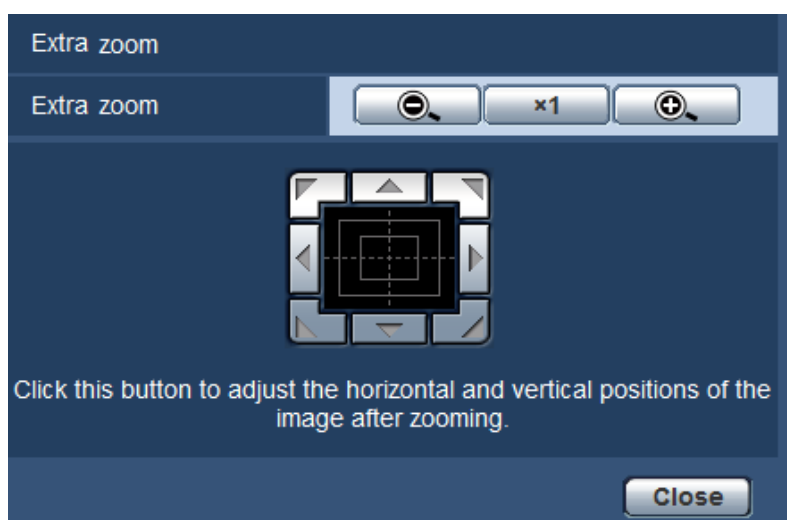 Extra zoom
Extra zoom
×1
Click this button to adjust the horizontal and vertical positions of the
image after zooming.
Close